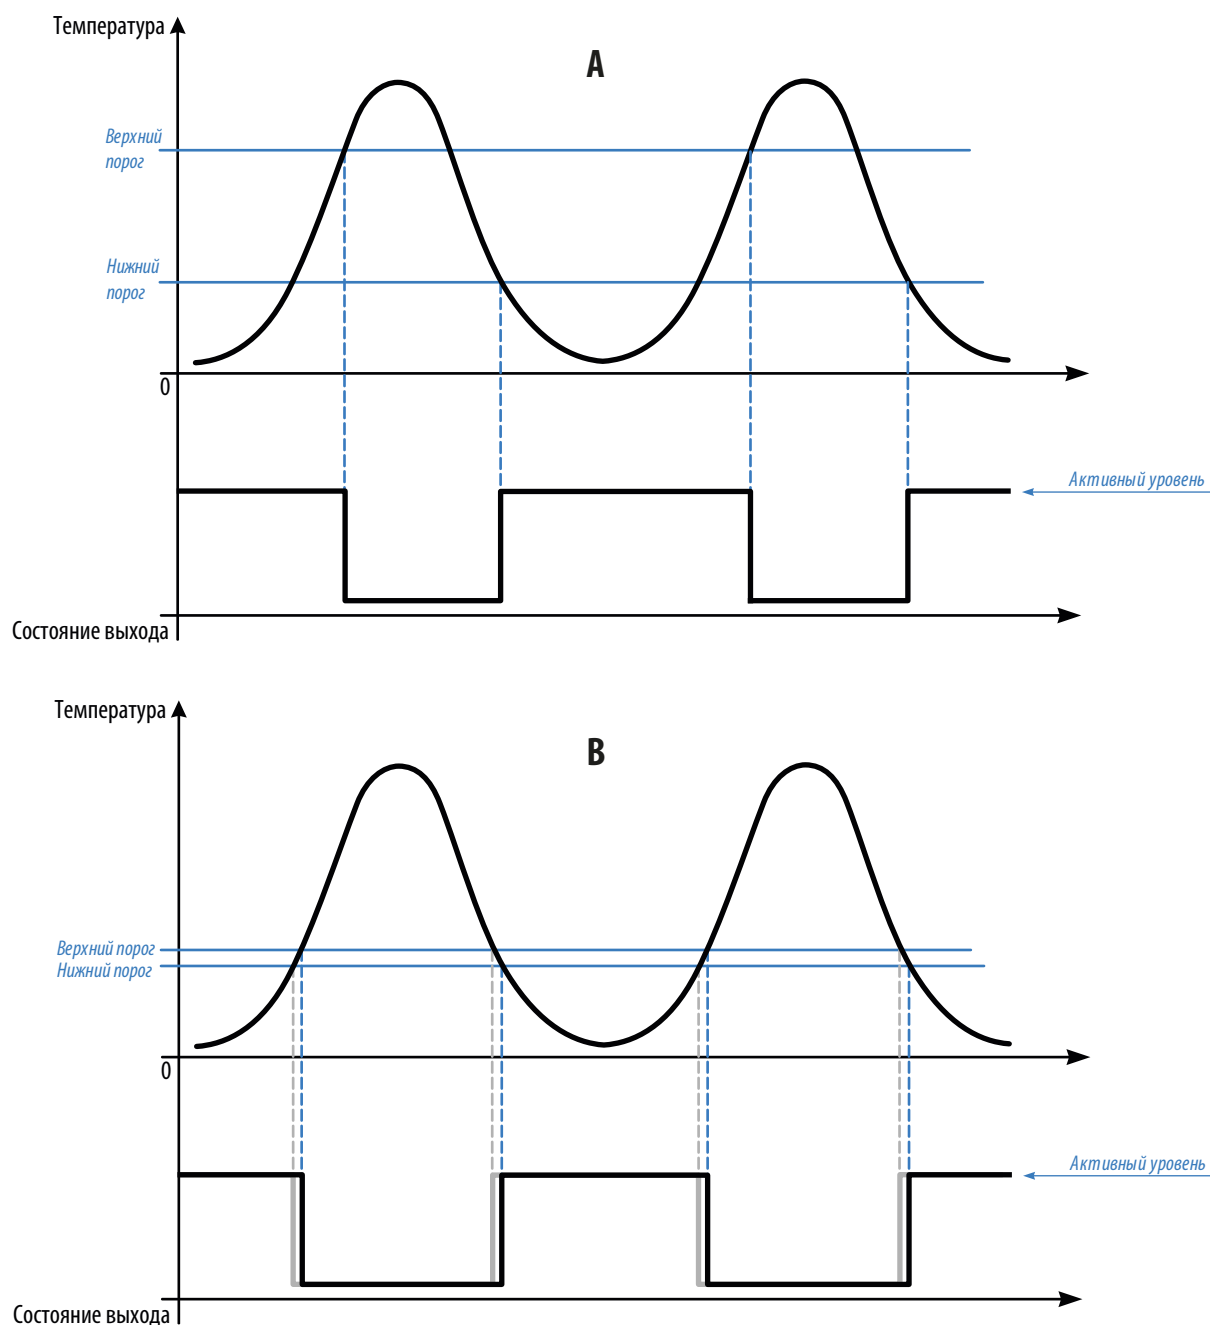 Температура
A
Верхний
порог
Нижний
порог
0
Активный уровень
Состояние выхода
Температура
B
Верхний порог
Нижний порог
0
Активный уровень
Состояние выхода